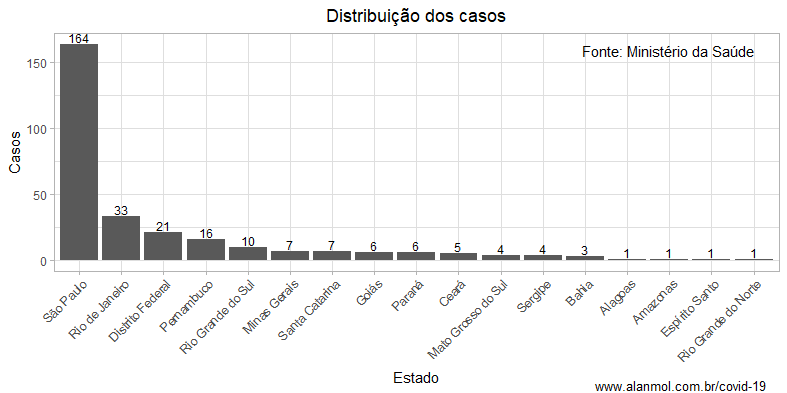 Distribuição dos casos
Fonte: Ministério da Saúde
Casos
150
100
50
0
164
33
21
16
10
7
7
6
6
5
4
4
3
1
1
1
1
São Paulo
Rio de Janeiro
Distrito Federal
Pernambuco
Rio Grande do Sul
Minas Gerais
Santa Catarina
Goiás
Paraná
Ceará
Mato Grosso do Sul
Sergipe
Bahia
Alagoas
Amazonas
Espírito Santo
Rio Grande do Norte
Estado
www.alanmol.com.br/covid-19